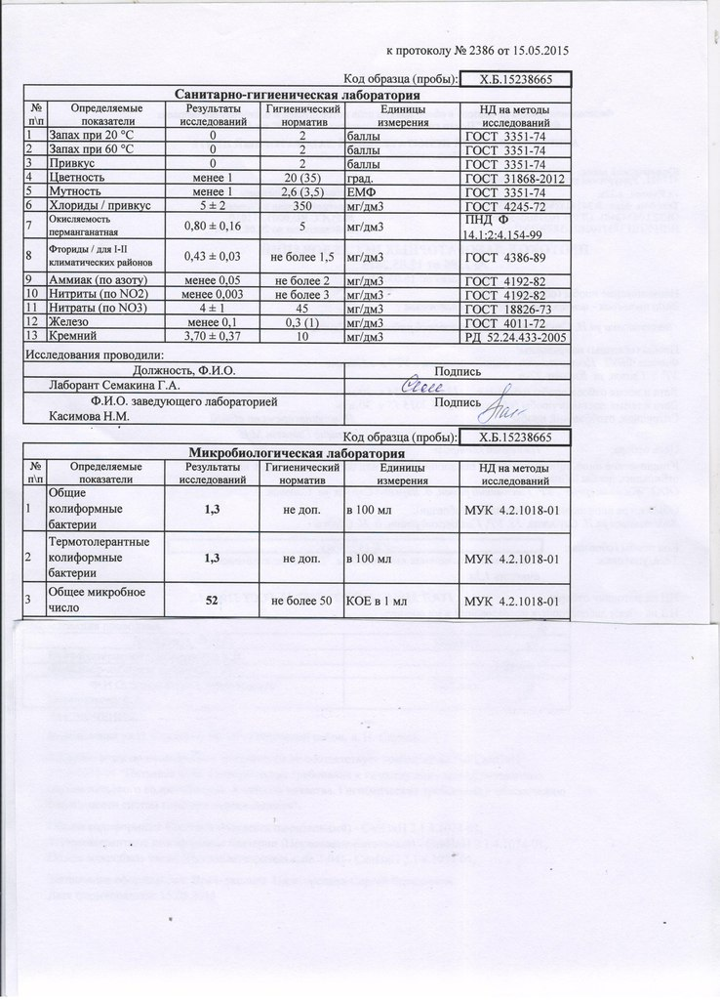 к протоколу № 2386 от 15.05.2015
Код образца (пробы): Х.Б.15238665
Санитарно-гигиеническая лаборатория
№ п\п Определяемые показатели Результаты исследований Гигиенический норматив Единицы измерения НД на методы исследований
1 Запах при 20 °С 0 2 баллы ГОСТ 3351-74
2 Запах при 60 °С 0 2 баллы ГОСТ 3351-74
3 Привкус 0 2 баллы ГОСТ 3351-74
4 Цветность менее 1 20 (35) град. ГОСТ 31868-2012
5 Мутность менее 1 2,6 (3,5) ЕМФ ГОСТ 3351-74
6 Хлориды / привкус 5 ± 2 350 мг/дм3 ГОСТ 4245-72
7 Окисляемость перманганатная 0,80 ± 0,16 5 мг/дм3 ПНД Ф 14.1:2:4.154-99
8 Фториды / для I-II климатических районов 0,43 ± 0,03 не более 1,5 мг/дм3 ГОСТ 4386-89
9 Аммиак (по азоту) менее 0,05 не более 2 мг/дм3 ГОСТ 4192-82
10 Нитриты (по NO2) менее 0,003 не более 3 мг/дм3 ГОСТ 4192-82
11 Нитраты (по NO3) 4 ± 1 45 мг/дм3 ГОСТ 18826-73
12 Железо менее 0,1 0,3 (1) мг/дм3 ГОСТ 4011-72
13 Кремний 3,70 ± 0,37 10 мг/дм3 РД 52.24.433-2005
Исследования проводили:
Должность, Ф.И.О. Подпись
Лаборант Семакина Г.А.
Ф.И.О. заведующего лабораторией Подпись
Касимова Н.М.
Код образца (пробы): Х.Б.15238665
Микробиологическая лаборатория
№ п\п Определяемые показатели Результаты исследований Гигиенический норматив Единицы измерения НД на методы исследований
1 Общие колиформные бактерии 1,3 не доп. в 100 мл МУК 4.2.1018-01
2 Термотолерантные колиформные бактерии 1,3 не доп. в 100 мл МУК 4.2.1018-01
3 Общее микробное число 52 не более 50 КОЕ в 1 мл МУК 4.2.1018-01